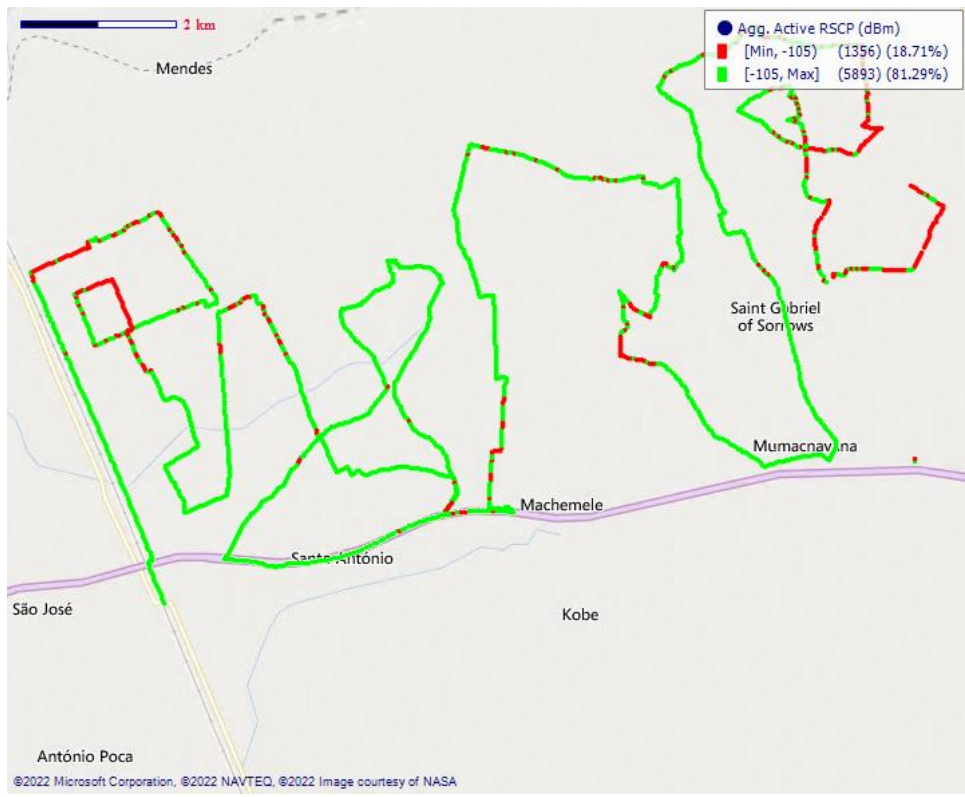 2 km
Agg. Active RSCP (dBm)
[Min, -105) (1356) (18.71%)
[-105, Max] (5893) (81.29%)
Mendes
Saint Gabriel
of Sorrows
Mumacnavana
Machemele
Santo António
São José
Kobe
António Poca
©2022 Microsoft Corporation, ©2022 NAVTEQ, ©2022 Image courtesy of NASA